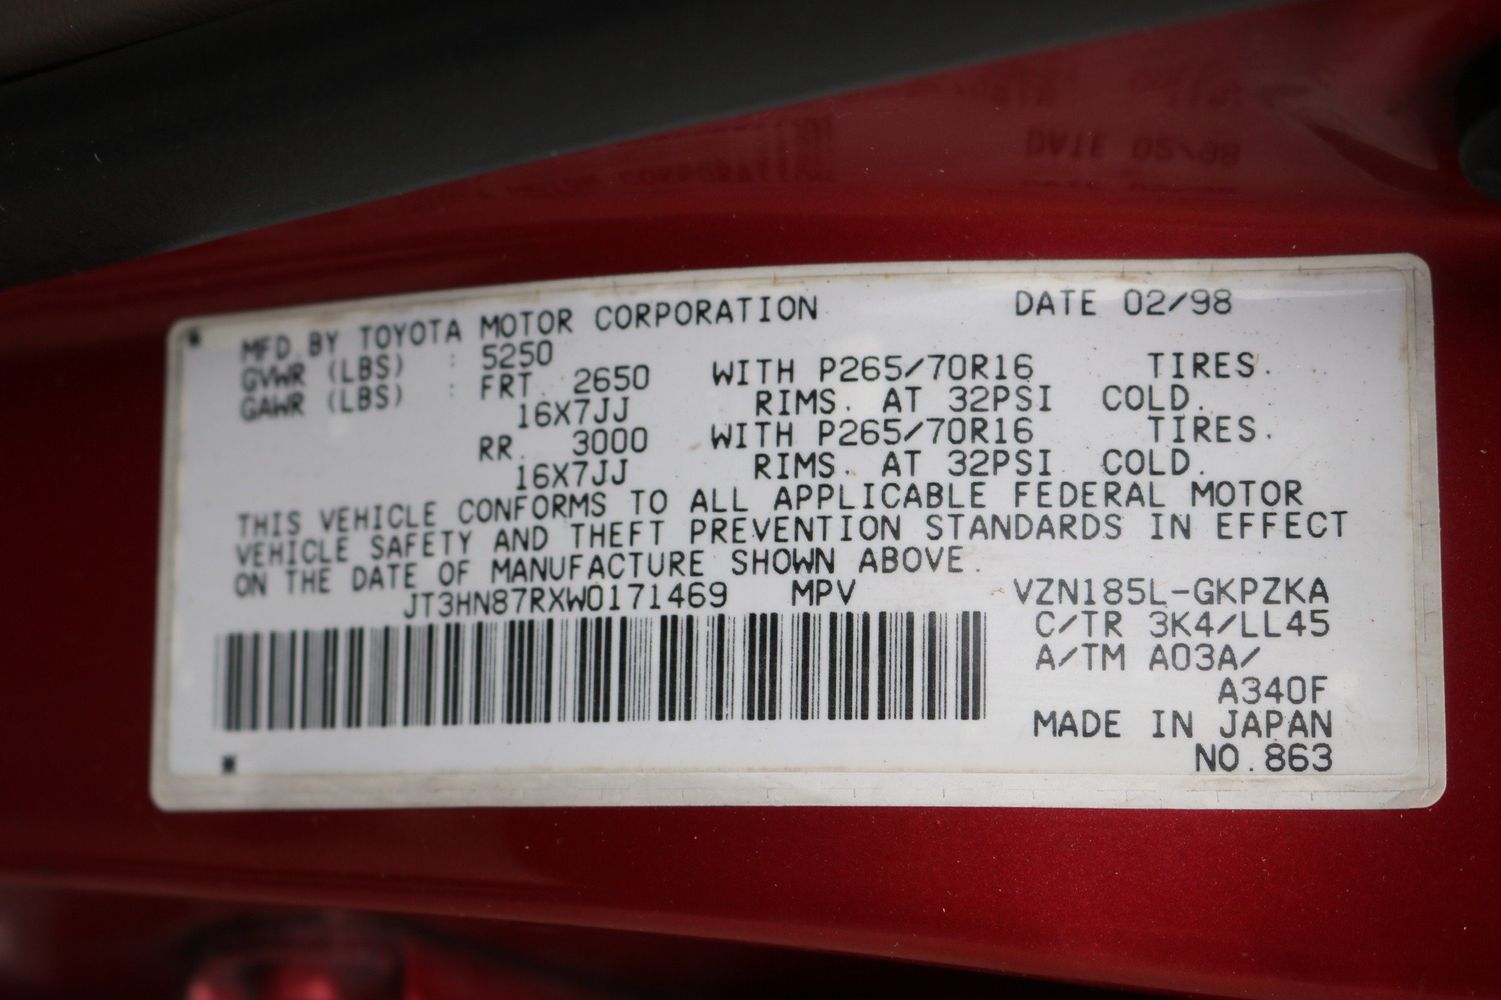 MFD. BY TOYOTA MOTOR CORPORATION DATE 02/98
GVWR (LBS) : 5250
GAWR (LBS) : FRT. 2650 WITH P265/70R16 TIRES.
16X7JJ RIMS. AT 32PSI COLD.
RR. 3000 WITH P265/70R16 TIRES.
16X7JJ RIMS. AT 32PSI COLD.
THIS VEHICLE CONFORMS TO ALL APPLICABLE FEDERAL MOTOR
VEHICLE SAFETY AND THEFT PREVENTION STANDARDS IN EFFECT
ON THE DATE OF MANUFACTURE SHOWN ABOVE.
JT3HN87RXW0171469 MPV VZN185L-GKPZKA
C/TR 3K4/LL45
A/TM A03A/
A340F
MADE IN JAPAN
NO.863